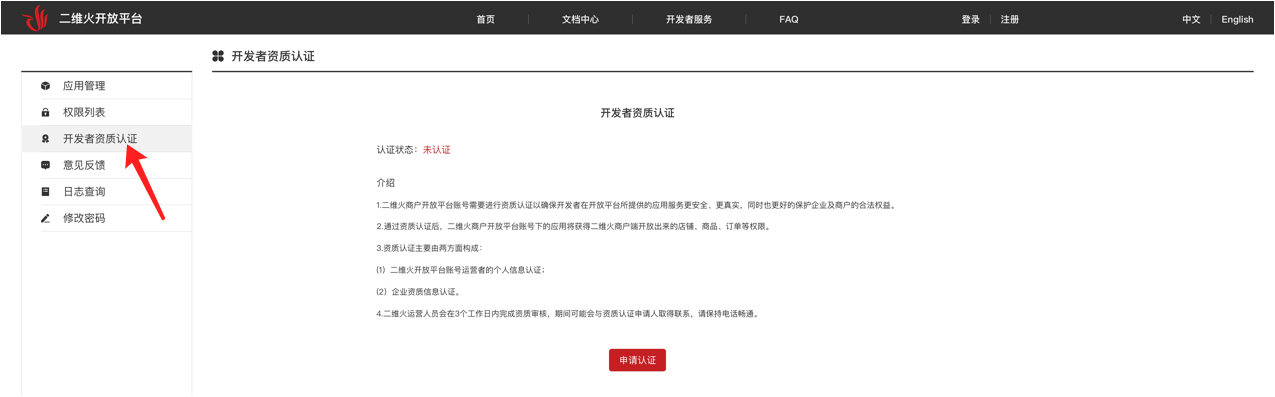 二维火开放平台
首页
文档中心
开发者服务
FAQ
登录
注册
中文
English
应用管理
权限列表
开发者资质认证
意见反馈
日志查询
修改密码
开发者资质认证
开发者资质认证
认证状态：未认证
介绍
1.二维火商户开放平台账号需要进行资质认证以确保开发者在开放平台所提供的应用服务更安全、更真实，同时也更好的保护企业及商户的合法权益。
2.通过资质认证后，二维火商户开放平台账号下的应用将获得二维火商户端开放出来的店铺、商品、订单等权限。
3.资质认证主要由两方面构成：
(1）二维火开放平台账号运营者的个人信息认证；
(2）企业资质信息认证。
4.二维火运营人员会在3个工作日内完成资质审核，期间可能会与资质认证申请人取得联系，请保持电话畅通。
申请认证